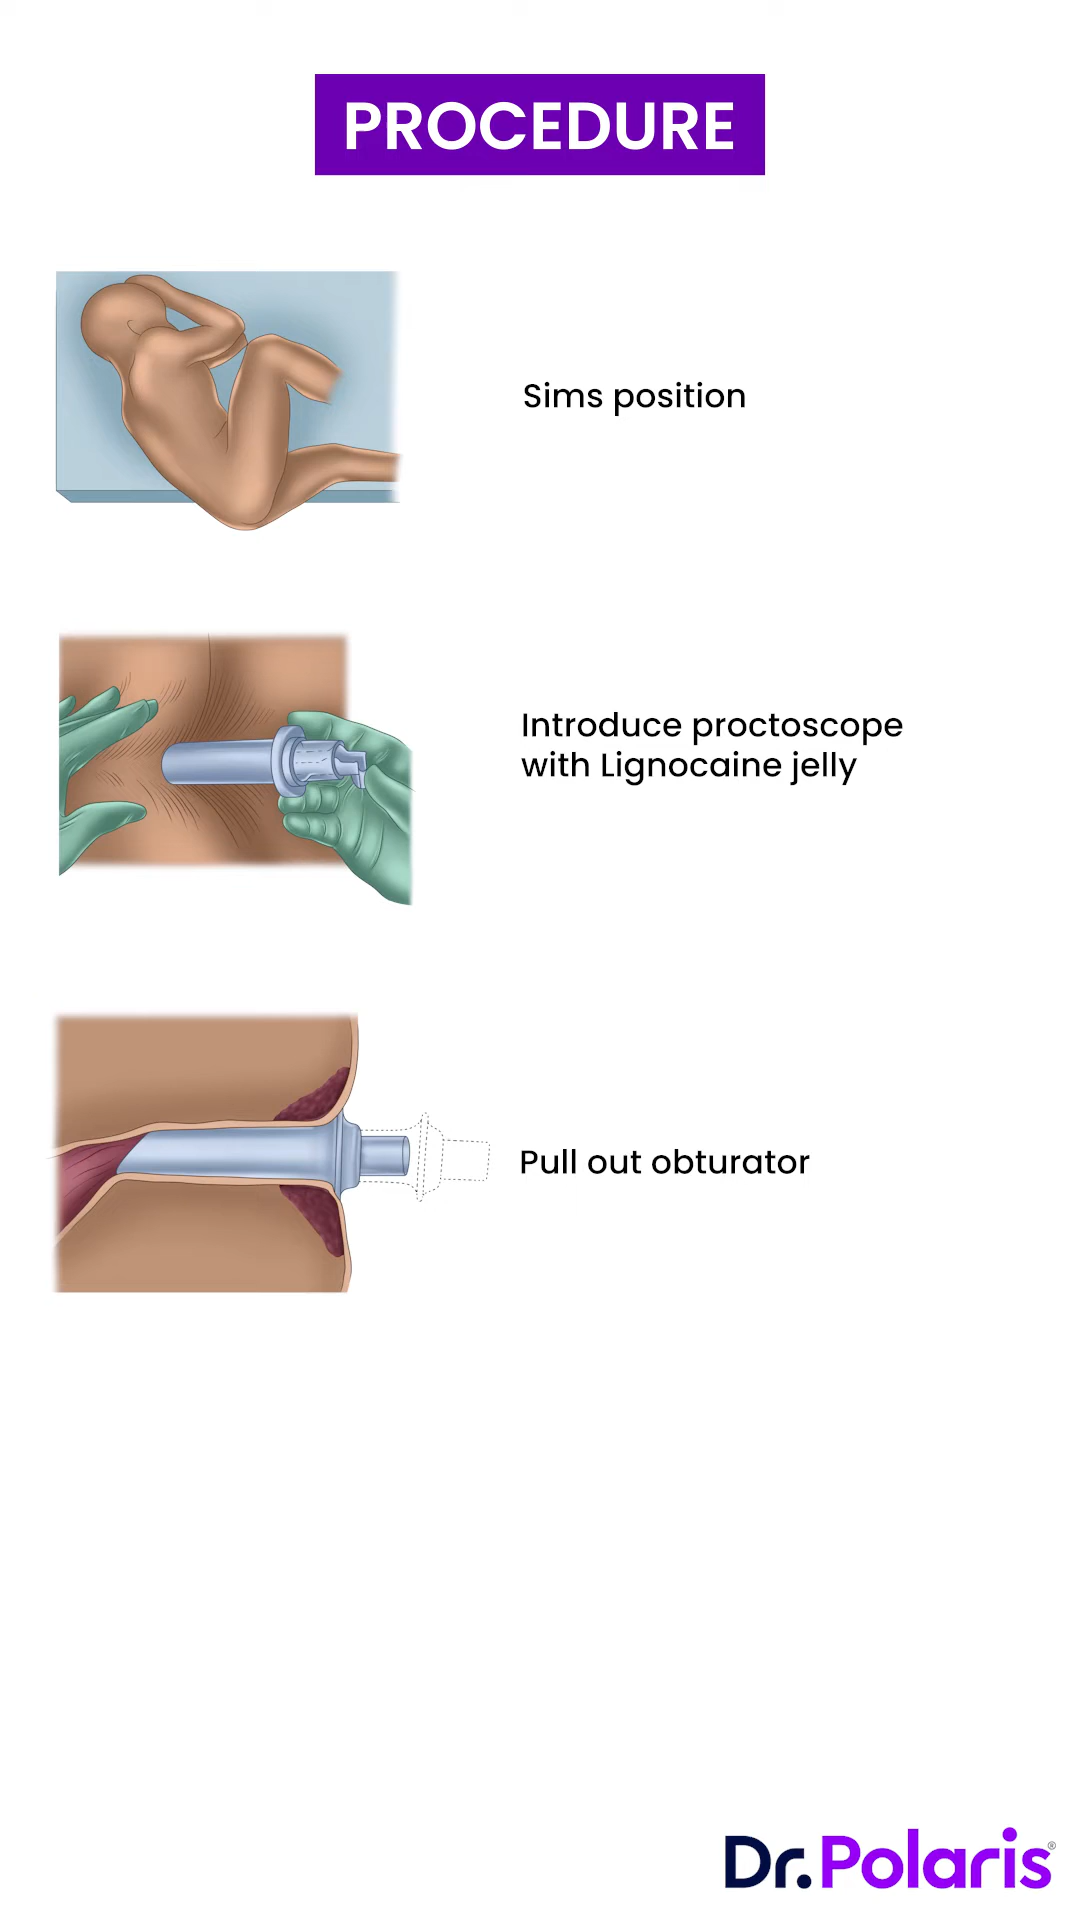 PROCEDURE
Sims position
Introduce proctoscope
with Lignocaine jelly
Pull out obturator
Dr.Polaris®